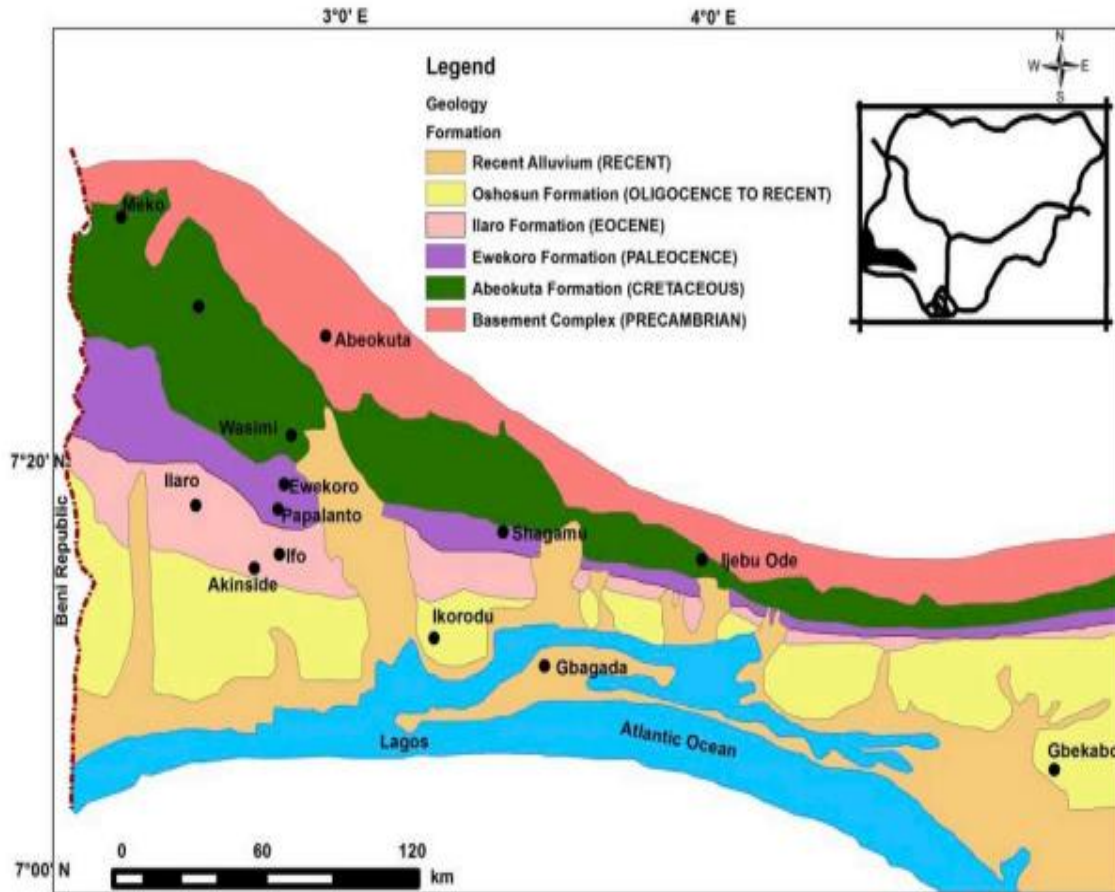 3°0' E
4°0' E
N
W E
S
Legend
Geology
Formation
Recent Alluvium (RECENT)
Oshosun Formation (OLIGOCENCE TO RECENT)
Ilaro Formation (EOCENE)
Ewekoro Formation (PALEOCENCE)
Abeokuta Formation (CRETACEOUS)
Basement Complex (PRECAMBRIAN)
Meko
Abeokuta
Wasimi
7°20' N
Ilaro
Ewekoro
Papalanto
Shagamu
Ifo
Ijebu Ode
Akinside
Beni Republic
Ikorodu
Gbagada
Lagos
Atlantic Ocean
Gbekabo
7°00' N
0 60 120
km